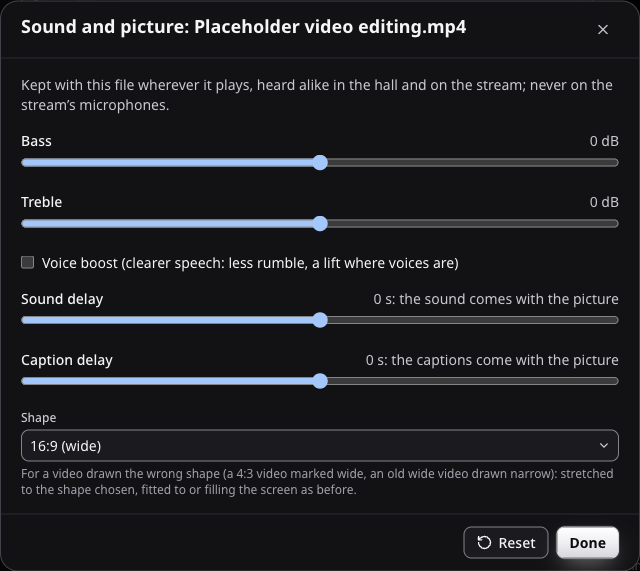 Sound and picture: Placeholder video editing.mp4
Kept with this file wherever it plays, heard alike in the hall and on the stream; never on the
stream’s microphones.
Bass 0 dB
Treble 0 dB
Voice boost (clearer speech: less rumble, a lift where voices are)
Sound delay 0 s: the sound comes with the picture
Caption delay 0 s: the captions come with the picture
Shape
16:9 (wide)
For a video drawn the wrong shape (a 4:3 video marked wide, an old wide video drawn narrow): stretched
to the shape chosen, fitted to or filling the screen as before.
Reset Done